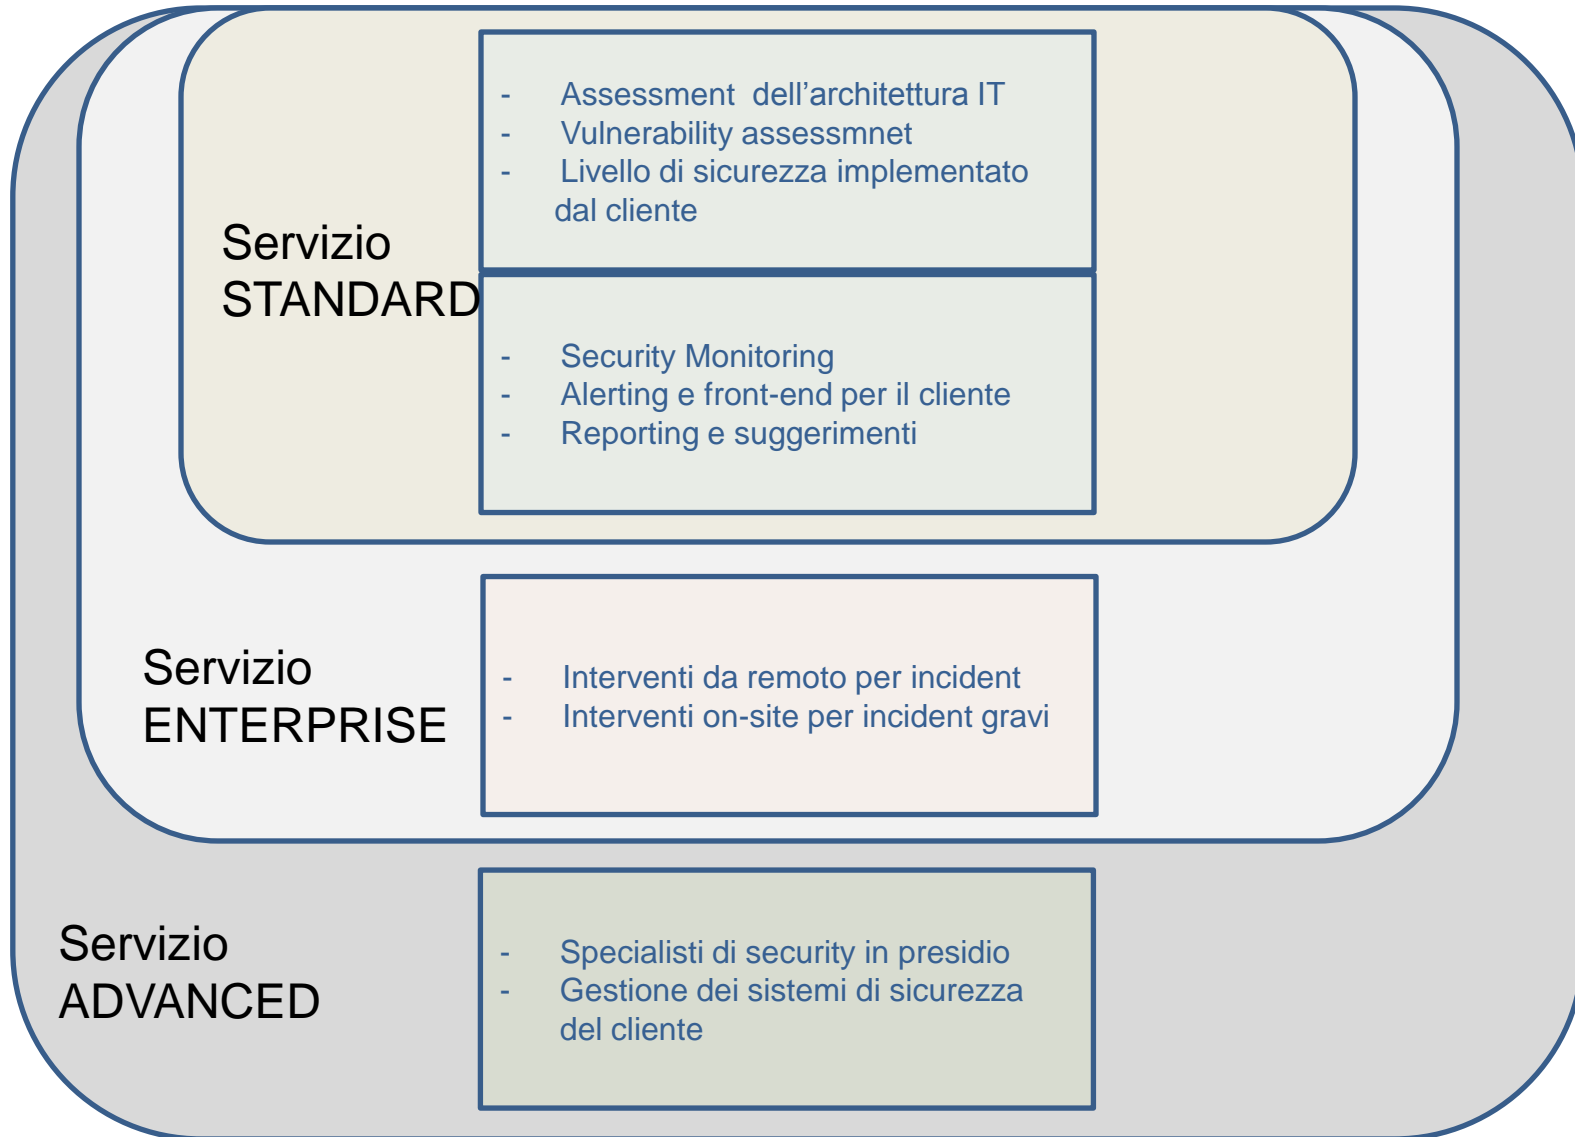 - Assessment dell’architettura IT
- Vulnerability assessmnet
- Livello di sicurezza implementato
dal cliente
Servizio
STANDARD
- Security Monitoring
- Alerting e front-end per il cliente
- Reporting e suggerimenti
Servizio
ENTERPRISE
- Interventi da remoto per incident
- Interventi on-site per incident gravi
Servizio
ADVANCED
- Specialisti di security in presidio
- Gestione dei sistemi di sicurezza
del cliente